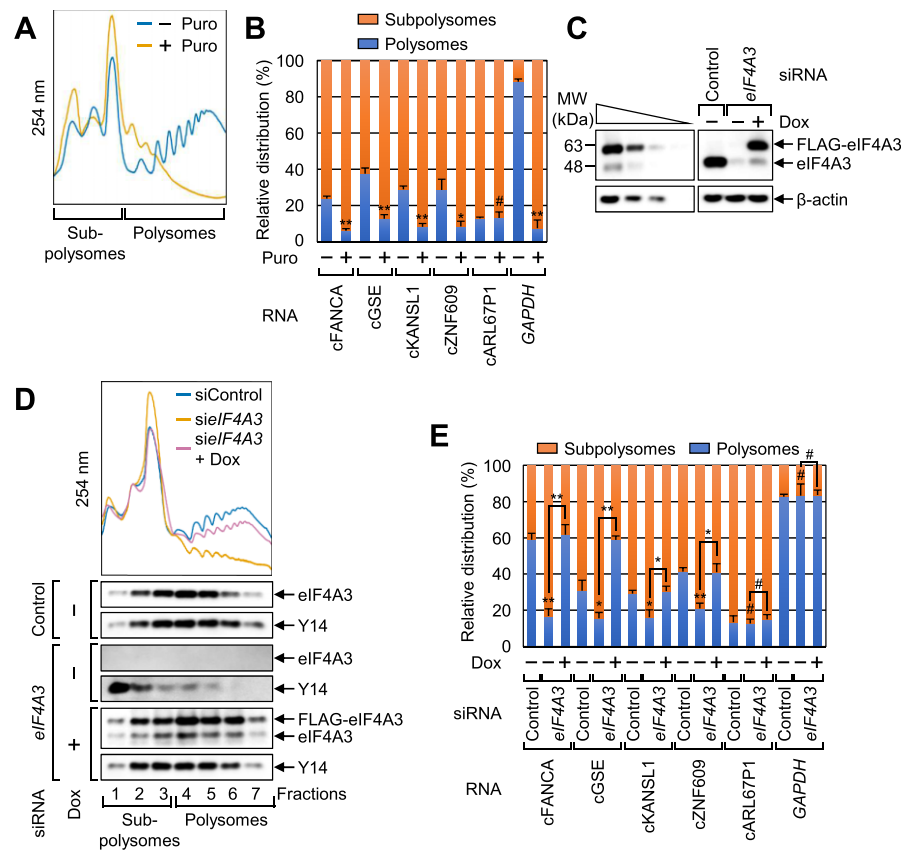 A
− Puro
+ Puro
254 nm
Sub-
polysomes
Polysomes
B
Subpolysomes
Polysomes
Relative distribution (%)
100
80
60
40
20
0
** ** ** * # **
Puro − + − + − + − + − + − +
RNA
cFANCA
cGSE
cKANSL1
cZNF609
cARL67P1
GAPDH
C
Control
eIF4A3
siRNA
MW
(kDa)
− − + Dox
63
FLAG-eIF4A3
48
eIF4A3
β-actin
D
siControl
sieIF4A3
sieIF4A3
+ Dox
254 nm
Control
−
eIF4A3
Y14
eIF4A3
−
eIF4A3
Y14
+
FLAG-eIF4A3
eIF4A3
Y14
siRNA
Dox
1 2 3 4 5 6 7 Fractions
Sub-
polysomes
Polysomes
E
Subpolysomes
Polysomes
Relative distribution (%)
100
80
60
40
20
0
** ** * ** * * ** * # # # #
Dox − − + − − + − − + − − + − − + − − +
siRNA
Control eIF4A3 Control eIF4A3 Control eIF4A3 Control eIF4A3 Control eIF4A3 Control eIF4A3
RNA
cFANCA
cGSE
cKANSL1
cZNF609
cARL67P1
GAPDH